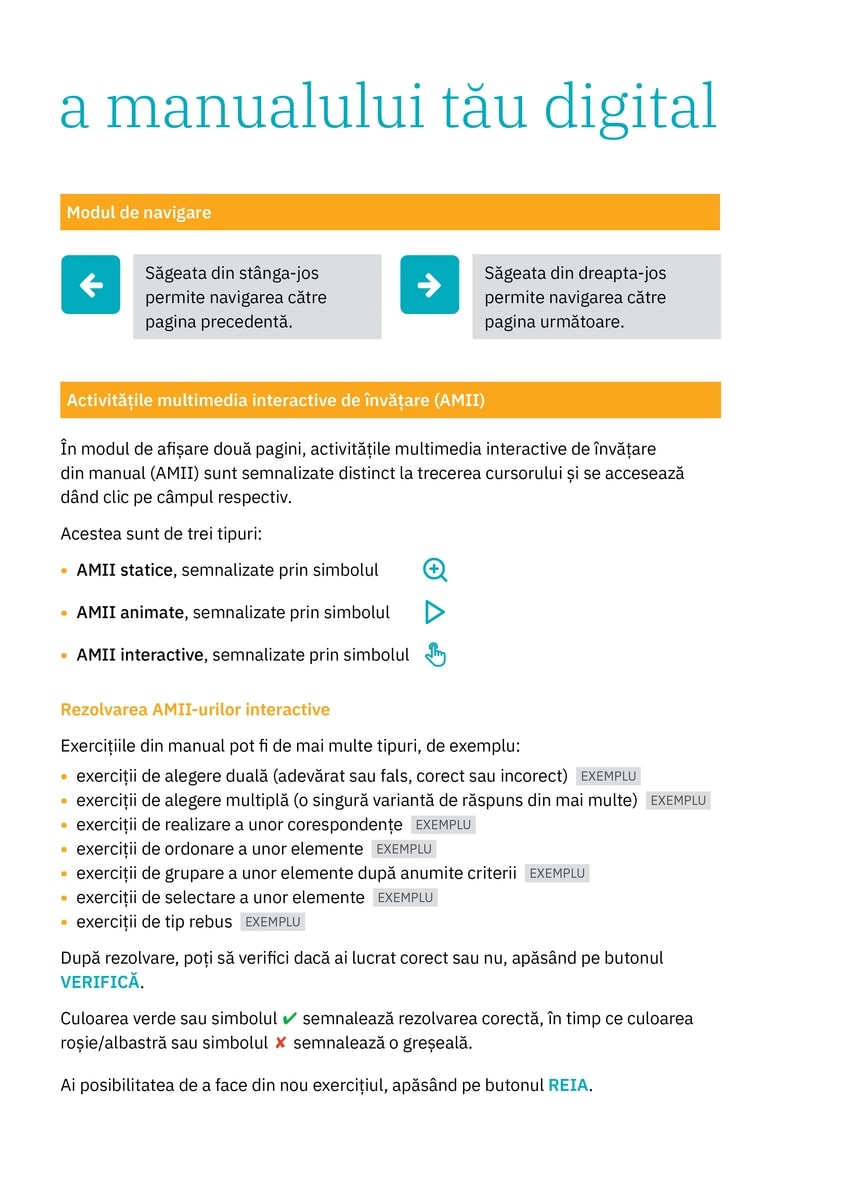 a manualului tău digital
Modul de navigare
Săgeata din stânga-jos
permite navigarea către
pagina precedentă.
Săgeata din dreapta-jos
permite navigarea către
pagina următoare.
Activitățile multimedia interactive de învățare (AMII)
În modul de afișare două pagini, activitățile multimedia interactive de învățare
din manual (AMII) sunt semnalizate distinct la trecerea cursorului și se accesează
dând clic pe câmpul respectiv.
Acestea sunt de trei tipuri:
• AMII statice, semnalizate prin simbolul
• AMII animate, semnalizate prin simbolul
• AMII interactive, semnalizate prin simbolul
Rezolvarea AMII-urilor interactive
Exercițiile din manual pot fi de mai multe tipuri, de exemplu:
• exerciții de alegere duală (adevărat sau fals, corect sau incorect) EXEMPLU
• exerciții de alegere multiplă (o singură variantă de răspuns din mai multe) EXEMPLU
• exerciții de realizare a unor corespondențe EXEMPLU
• exerciții de ordonare a unor elemente EXEMPLU
• exerciții de grupare a unor elemente după anumite criterii EXEMPLU
• exerciții de selectare a unor elemente EXEMPLU
• exerciții de tip rebus EXEMPLU
După rezolvare, poți să verifici dacă ai lucrat corect sau nu, apăsând pe butonul
VERIFICĂ.
Culoarea verde sau simbolul ✔ semnalează rezolvarea corectă, în timp ce culoarea
roșie/albastră sau simbolul ✘ semnalează o greșeală.
Ai posibilitatea de a face din nou exercițiul, apăsând pe butonul REIA.